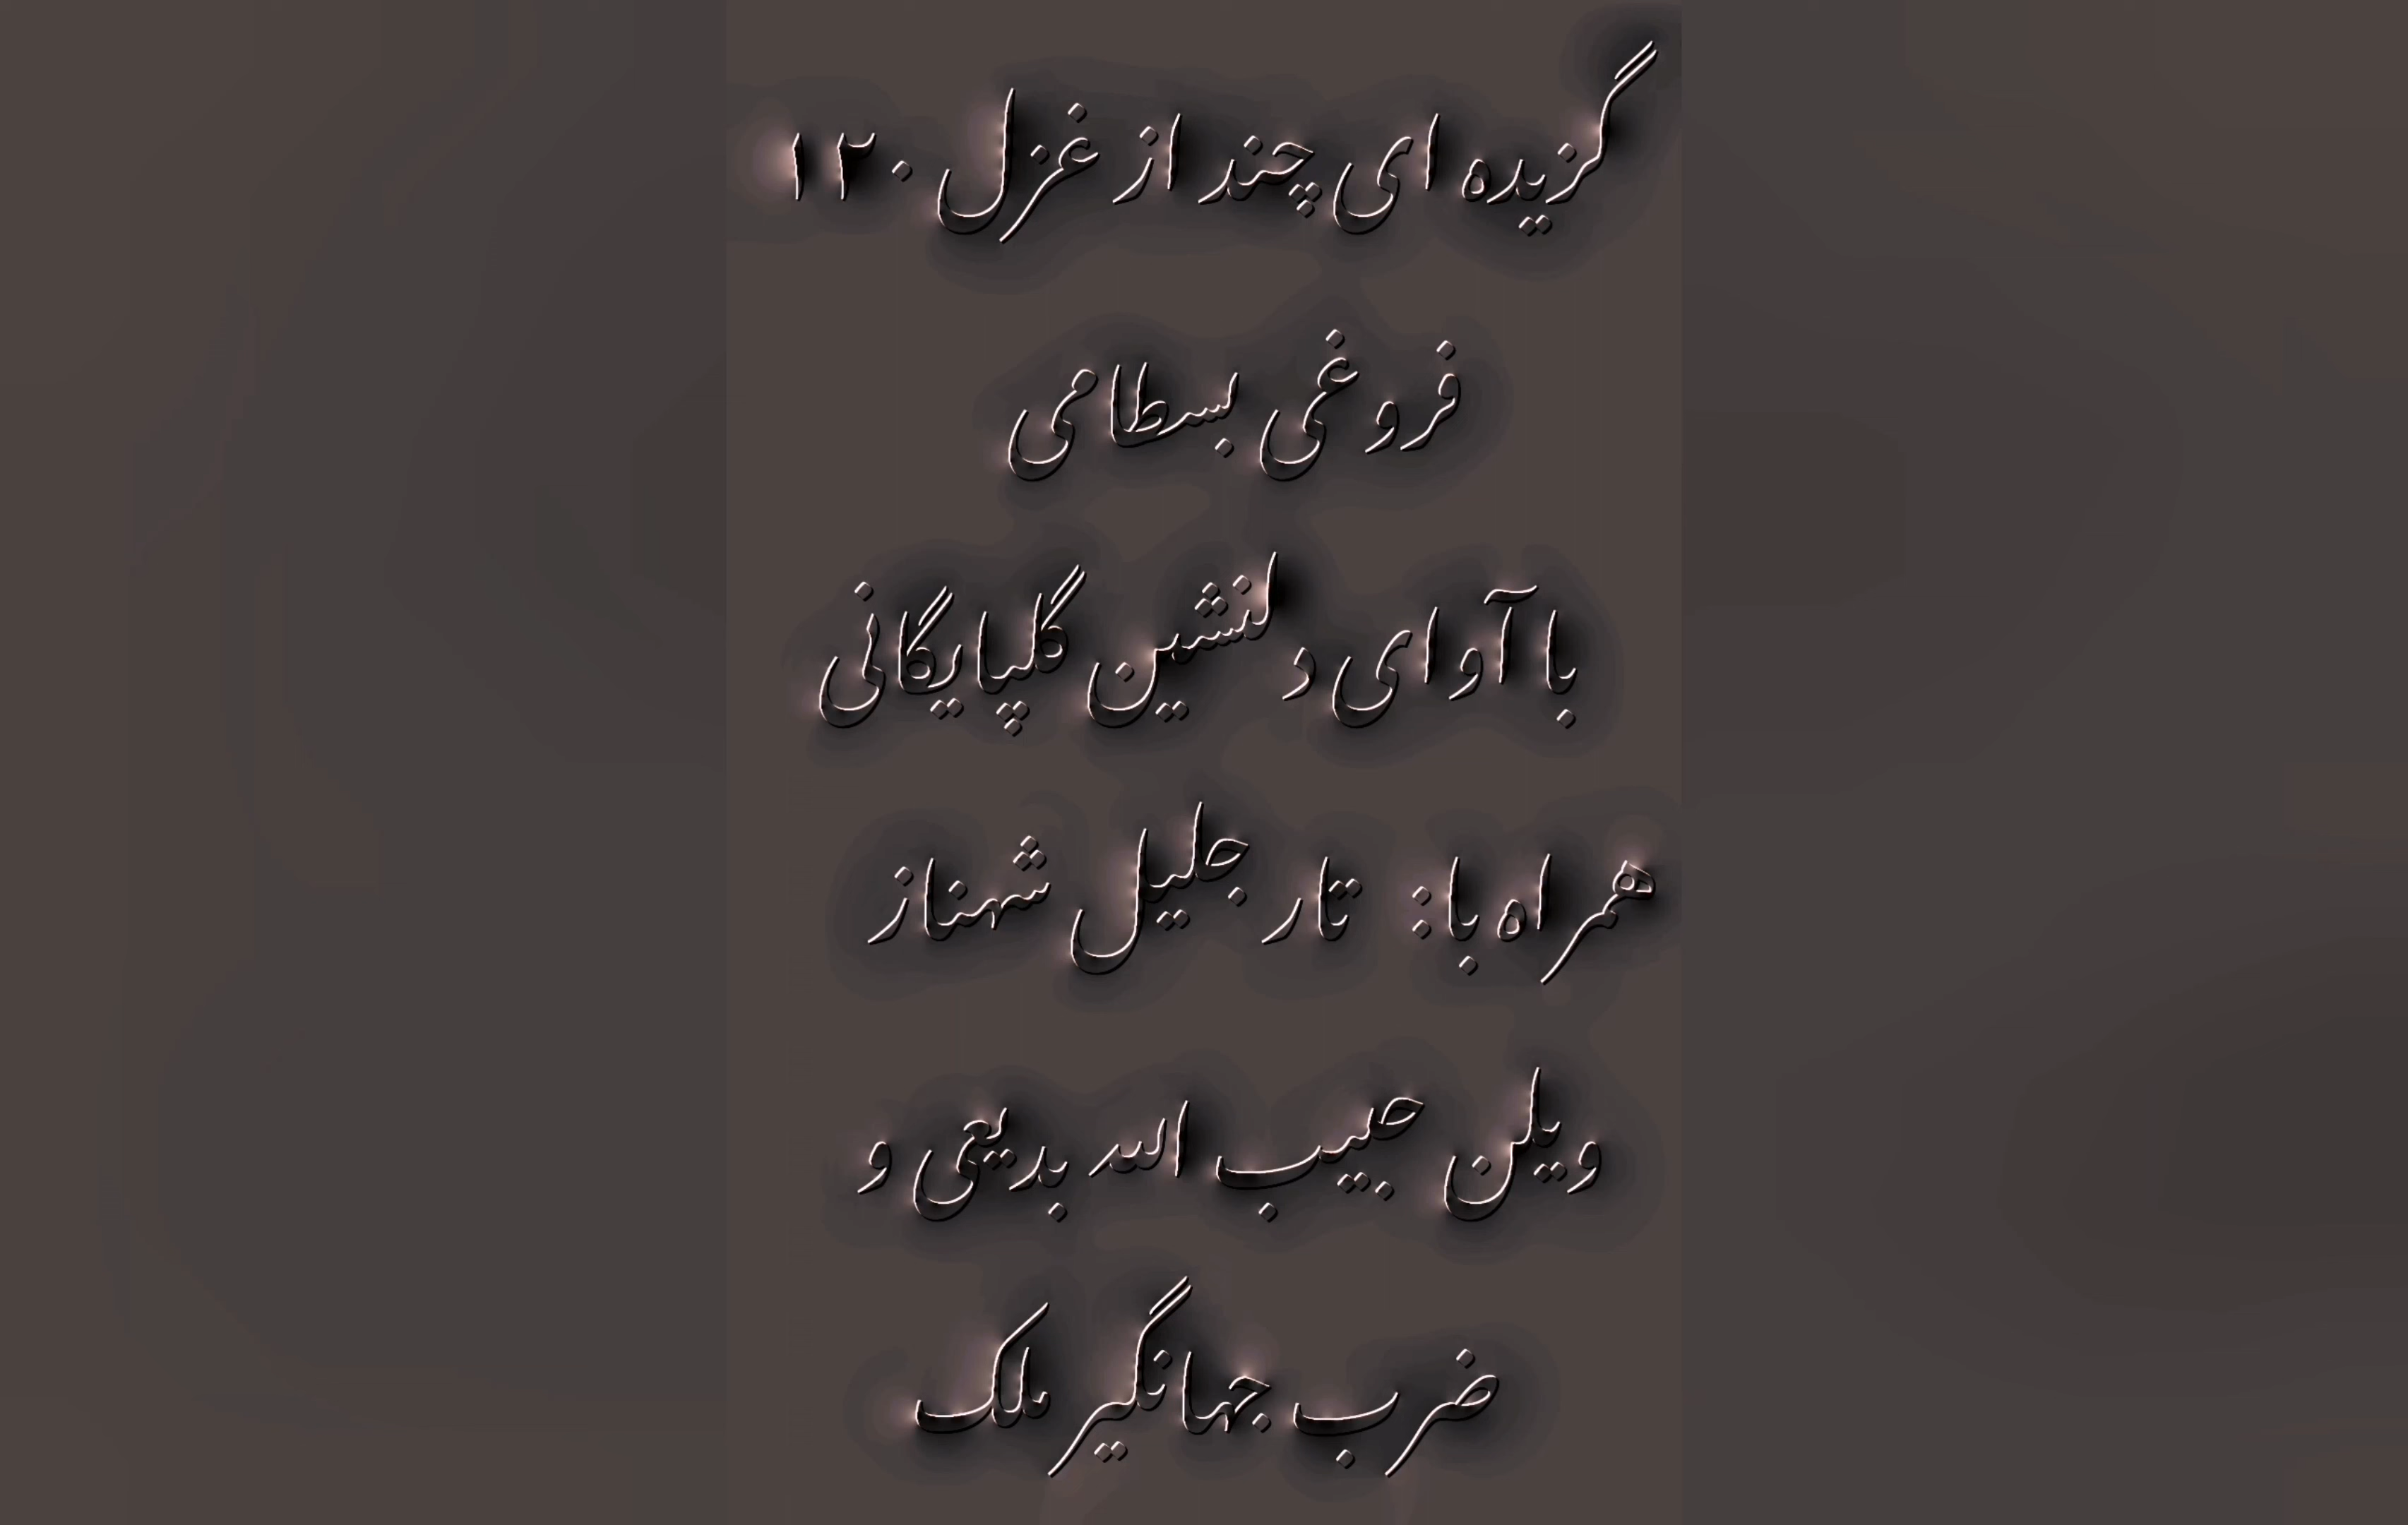 گزیده ای چند از غزل ۱۲۰
فروغی بسطامی
با آوای دلنشین گلپایگانی
همراه با: تار جلیل شهناز
ویلن حبیب الله بدیعی و
ضرب جهانگیر ملک